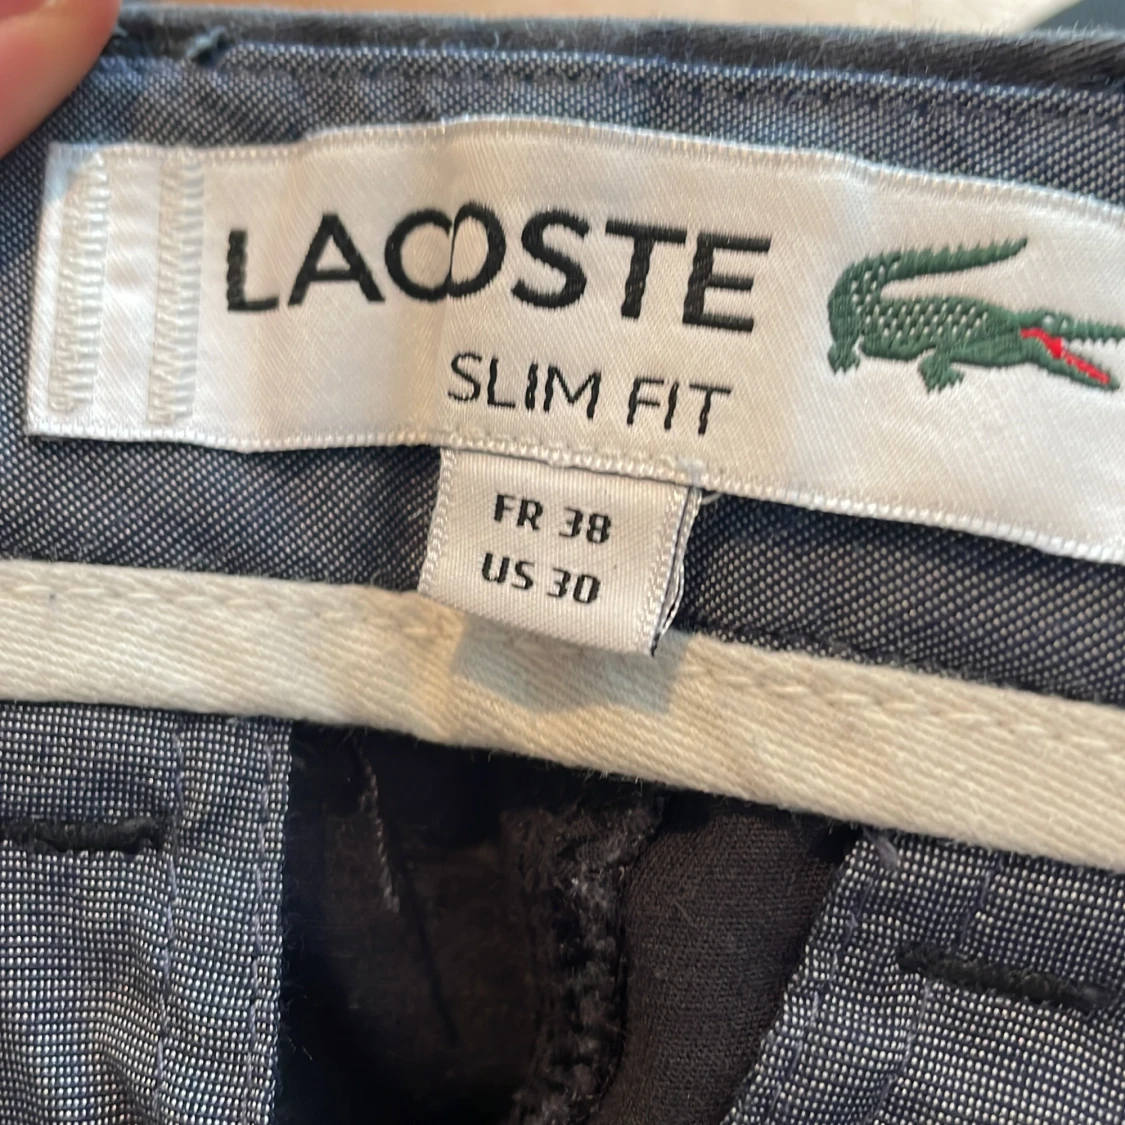 LACOSTE
SLIM FIT
FR 38
US 30